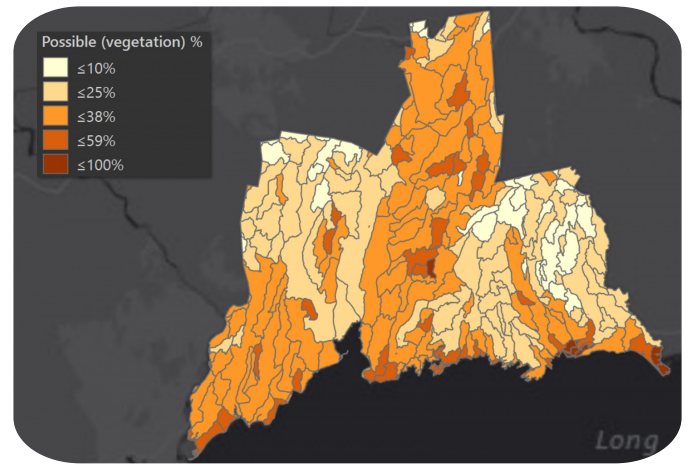 Possible (vegetation) %
≤10%
≤25%
≤38%
≤59%
≤100%
Long